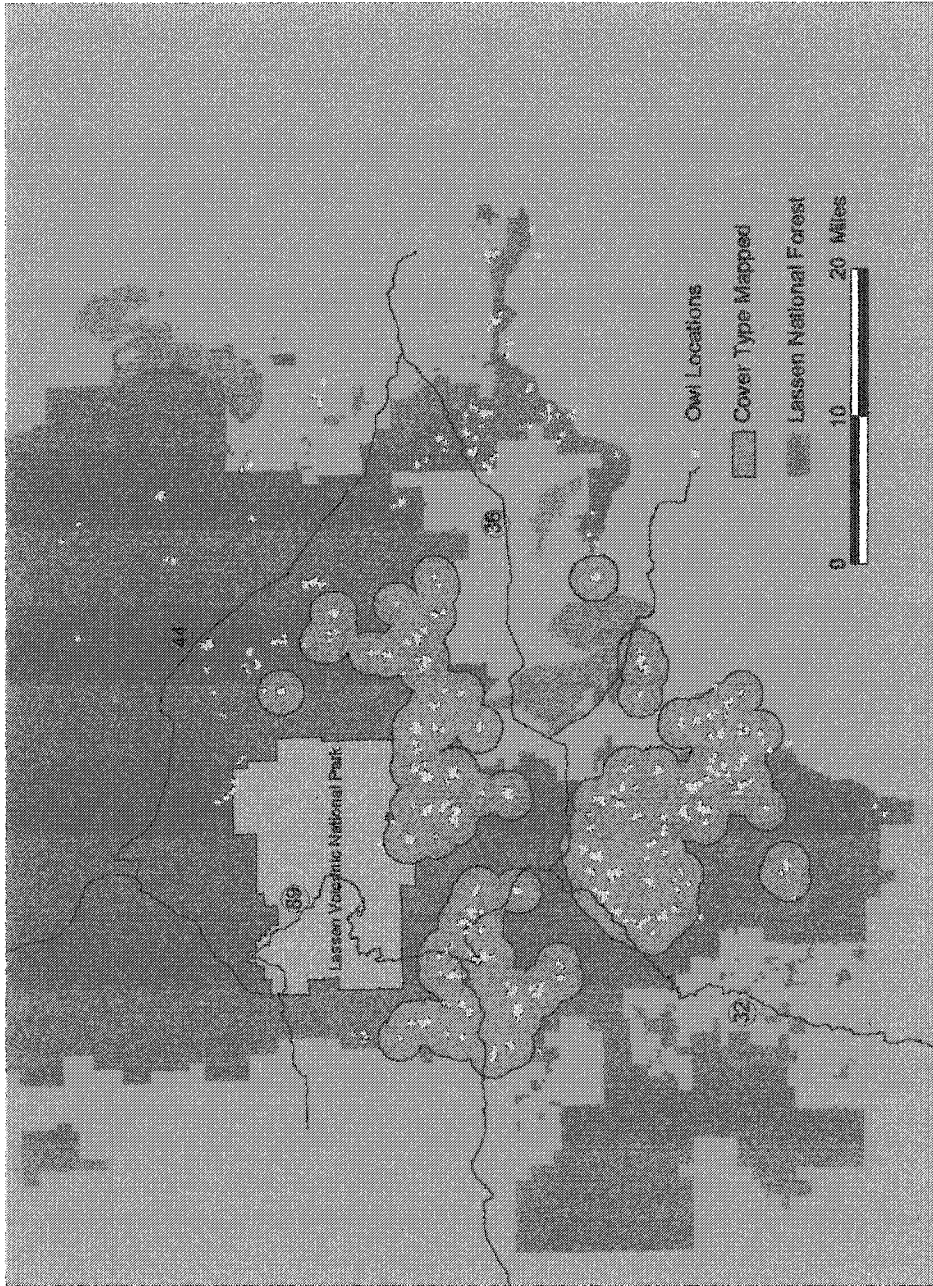 44
89
Lassen Volcanic National Park
36
32
Owl Locations
Cover Type Mapped
Lassen National Forest
0 10 20 Miles